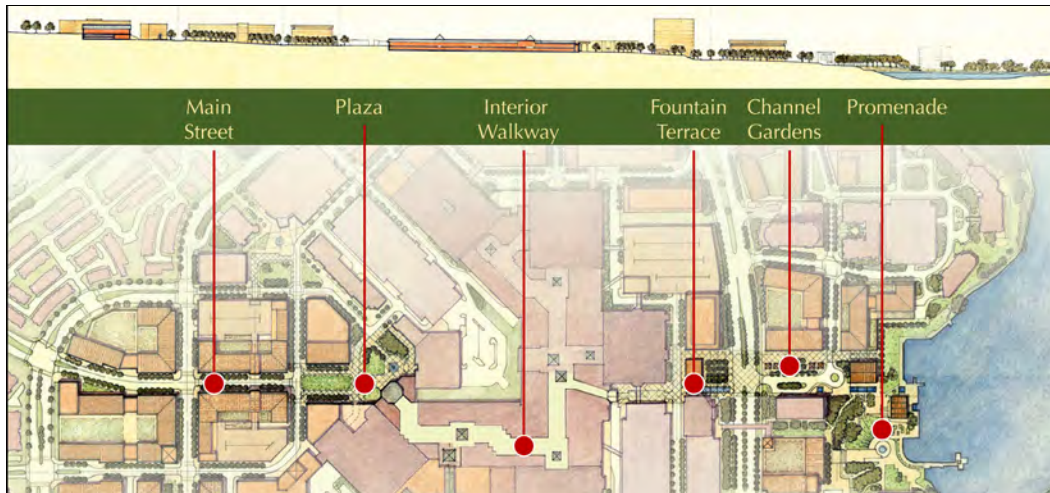 Main
Street
Plaza
Interior
Walkway
Fountain
Terrace
Channel
Gardens
Promenade